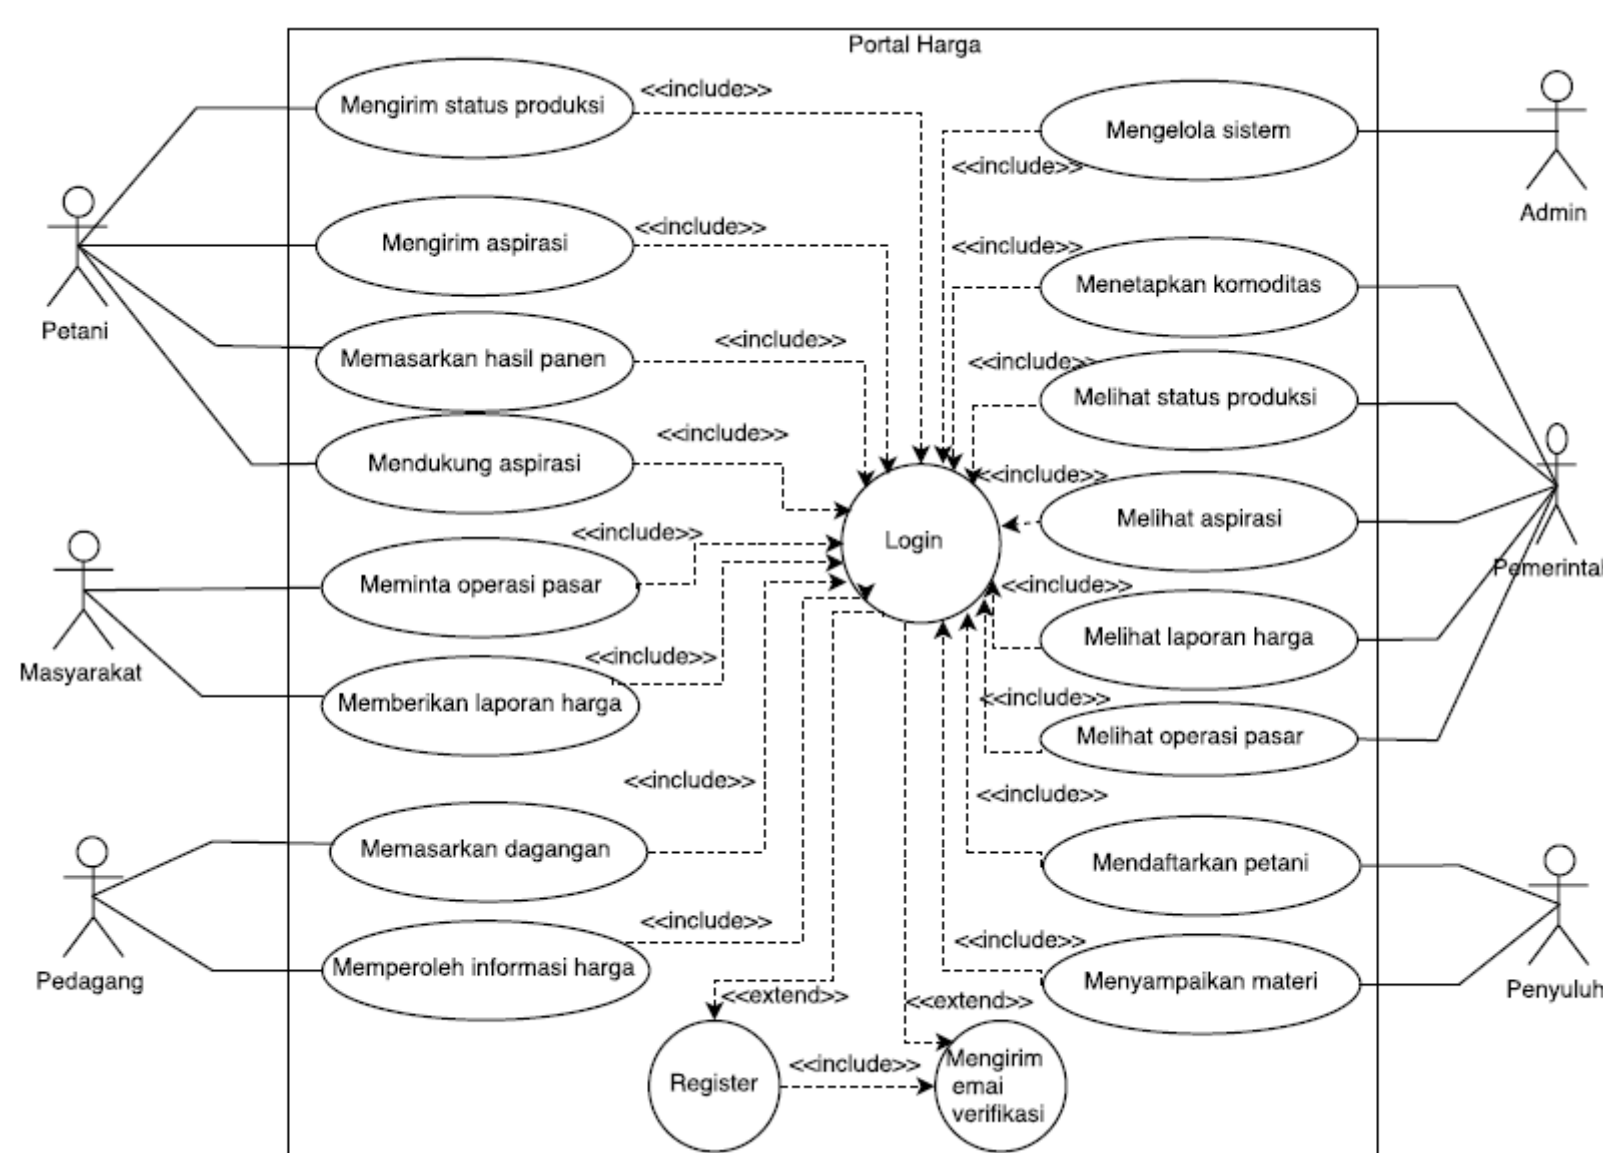 Portal Harga
Mengirim status produksi
<<include>>
Mengelola sistem
<<include>>
Admin
Mengirim aspirasi
<<include>>
<<include>>
Menetapkan komoditas
Petani
Memasarkan hasil panen
<<include>>
<<include>>
Melihat status produksi
Mendukung aspirasi
<<include>>
<<include>>
Melihat aspirasi
Login
Pemerintal
Meminta operasi pasar
<<include>>
<<include>>
Melihat laporan harga
Masyarakat
Memberikan laporan harga
<<include>>
<<include>>
Melihat operasi pasar
<<include>>
<<include>>
Memasarkan dagangan
Mendaftarkan petani
Pedagang
Memperoleh informasi harga
<<include>>
<<include>>
Menyampaikan materi
Penyuluh
<<extend>>
<<extend>>
Register
<<include>>
Mengirim
emai
verifikasi